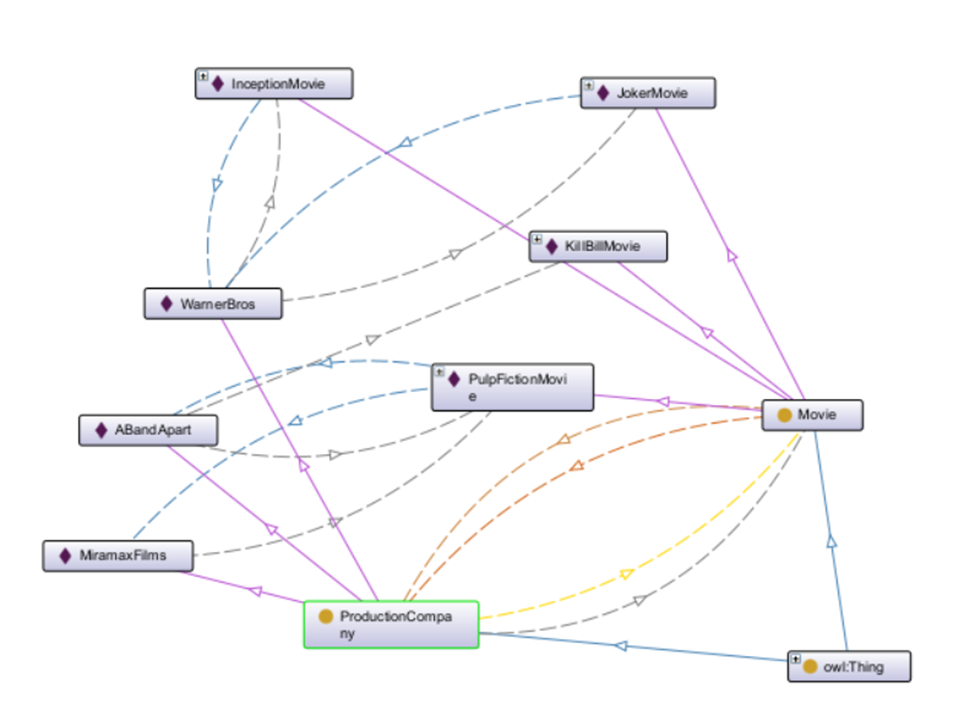 InceptionMovie
JokerMovie
KillBillMovie
WarnerBros
PulpFictionMovi
e
Movie
ABandApart
MiramaxFilms
ProductionCompa
ny
owl:Thing